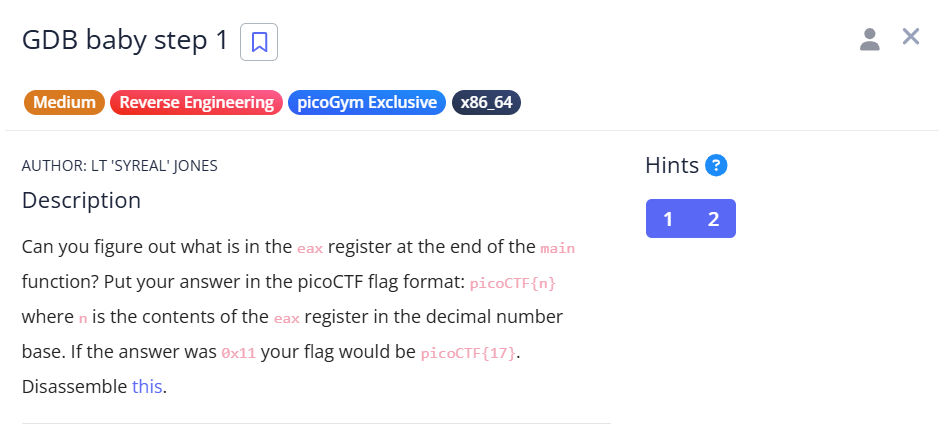 GDB baby step 1
Medium Reverse Engineering picoGym Exclusive x86_64
AUTHOR: LT 'SYREAL' JONES
Description
Can you figure out what is in the eax register at the end of the main
function? Put your answer in the picoCTF flag format: picoCTF{n}
where n is the contents of the eax register in the decimal number
base. If the answer was 0x11 your flag would be picoCTF{17}.
Disassemble this.
Hints ?
1 2